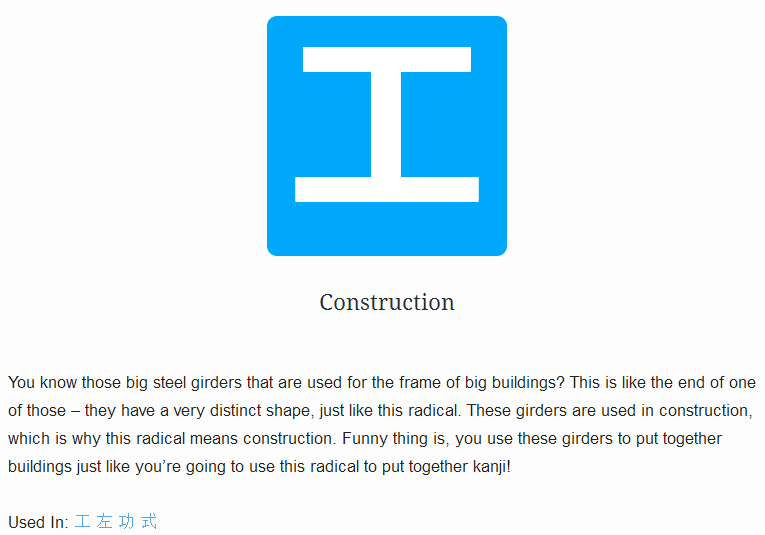 工
Construction
You know those big steel girders that are used for the frame of big buildings? This is like the end of one
of those – they have a very distinct shape, just like this radical. These girders are used in construction,
which is why this radical means construction. Funny thing is, you use these girders to put together
buildings just like you’re going to use this radical to put together kanji!
Used In: 工 左 功 式